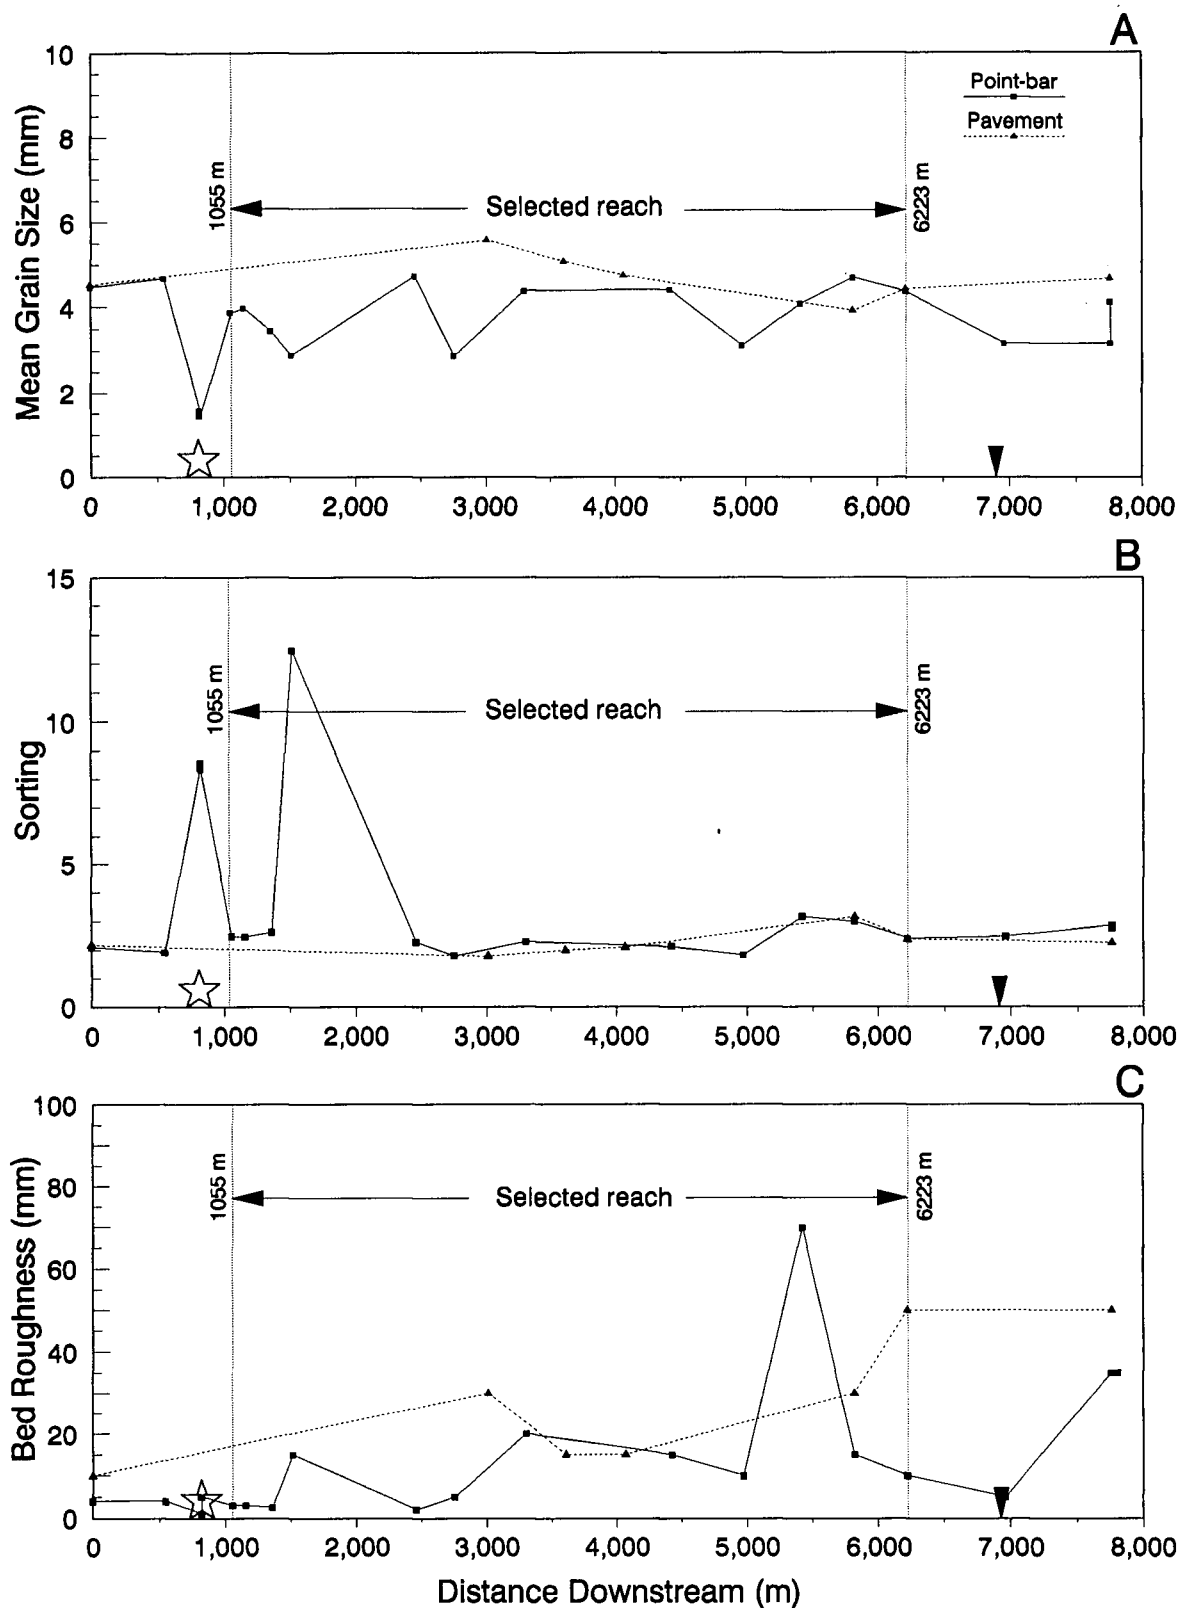 A
10
8
6
4
2
0
Mean Grain Size (mm)
Point-bar
Pavement
1055 m
Selected reach
6223 m
0 1,000 2,000 3,000 4,000 5,000 6,000 7,000 8,000
B
15
10
5
0
Sorting
1055 m
Selected reach
6223 m
0 1,000 2,000 3,000 4,000 5,000 6,000 7,000 8,000
C
100
80
60
40
20
0
Bed Roughness (mm)
1055 m
Selected reach
6223 m
0 1,000 2,000 3,000 4,000 5,000 6,000 7,000 8,000
Distance Downstream (m)